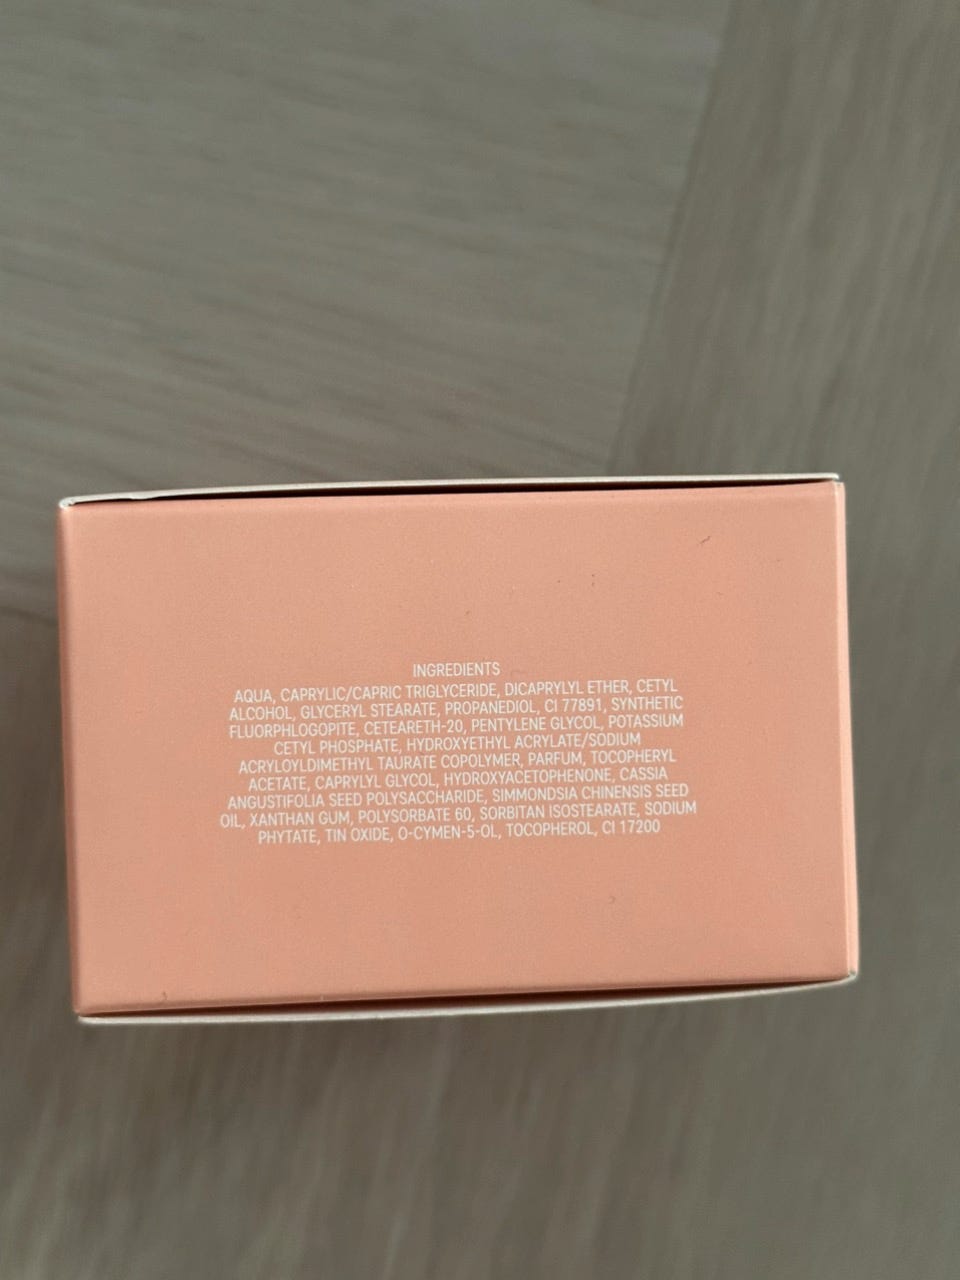 INGREDIENTS
AQUA, CAPRYLIC/CAPRIC TRIGLYCERIDE, DICAPRYLYL ETHER, CETYL
ALCOHOL, GLYCERYL STEARATE, PROPANEDIOL, CI 77891, SYNTHETIC
FLUORPHLOGOPITE, CETEARETH-20, PENTYLENE GLYCOL, POTASSIUM
CETYL PHOSPHATE, HYDROXYETHYL ACRYLATE/SODIUM
ACRYLOYLDIMETHYL TAURATE COPOLYMER, PARFUM, TOCOPHERYL
ACETATE, CAPRYLYL GLYCOL, HYDROXYACETOPHENONE, CASSIA
ANGUSTIFOLIA SEED POLYSACCHARIDE, SIMMONDSIA CHINENSIS SEED
OIL, XANTHAN GUM, POLYSORBATE 60, SORBITAN ISOSTEARATE, SODIUM
PHYTATE, TIN OXIDE, O-CYMEN-5-OL, TOCOPHEROL, CI 17200